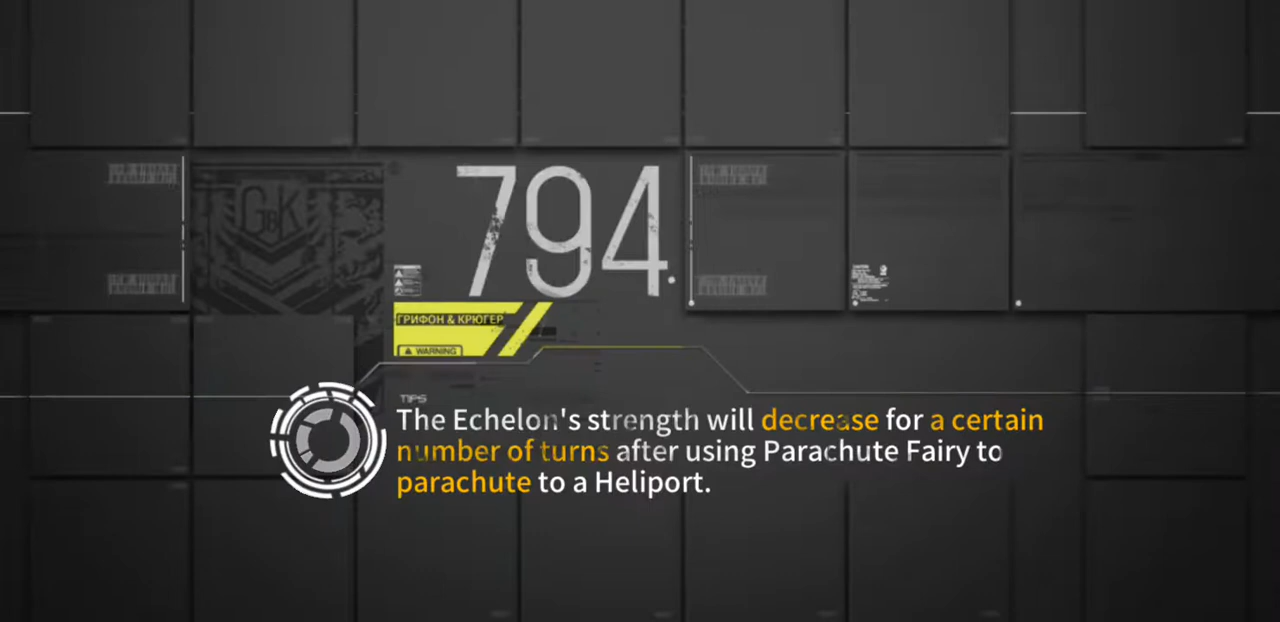 G&K
794.
ГРИФОН & КРЮГЕР
WARNING
TIPS
The Echelon's strength will decrease for a certain
number of turns after using Parachute Fairy to
parachute to a Heliport.